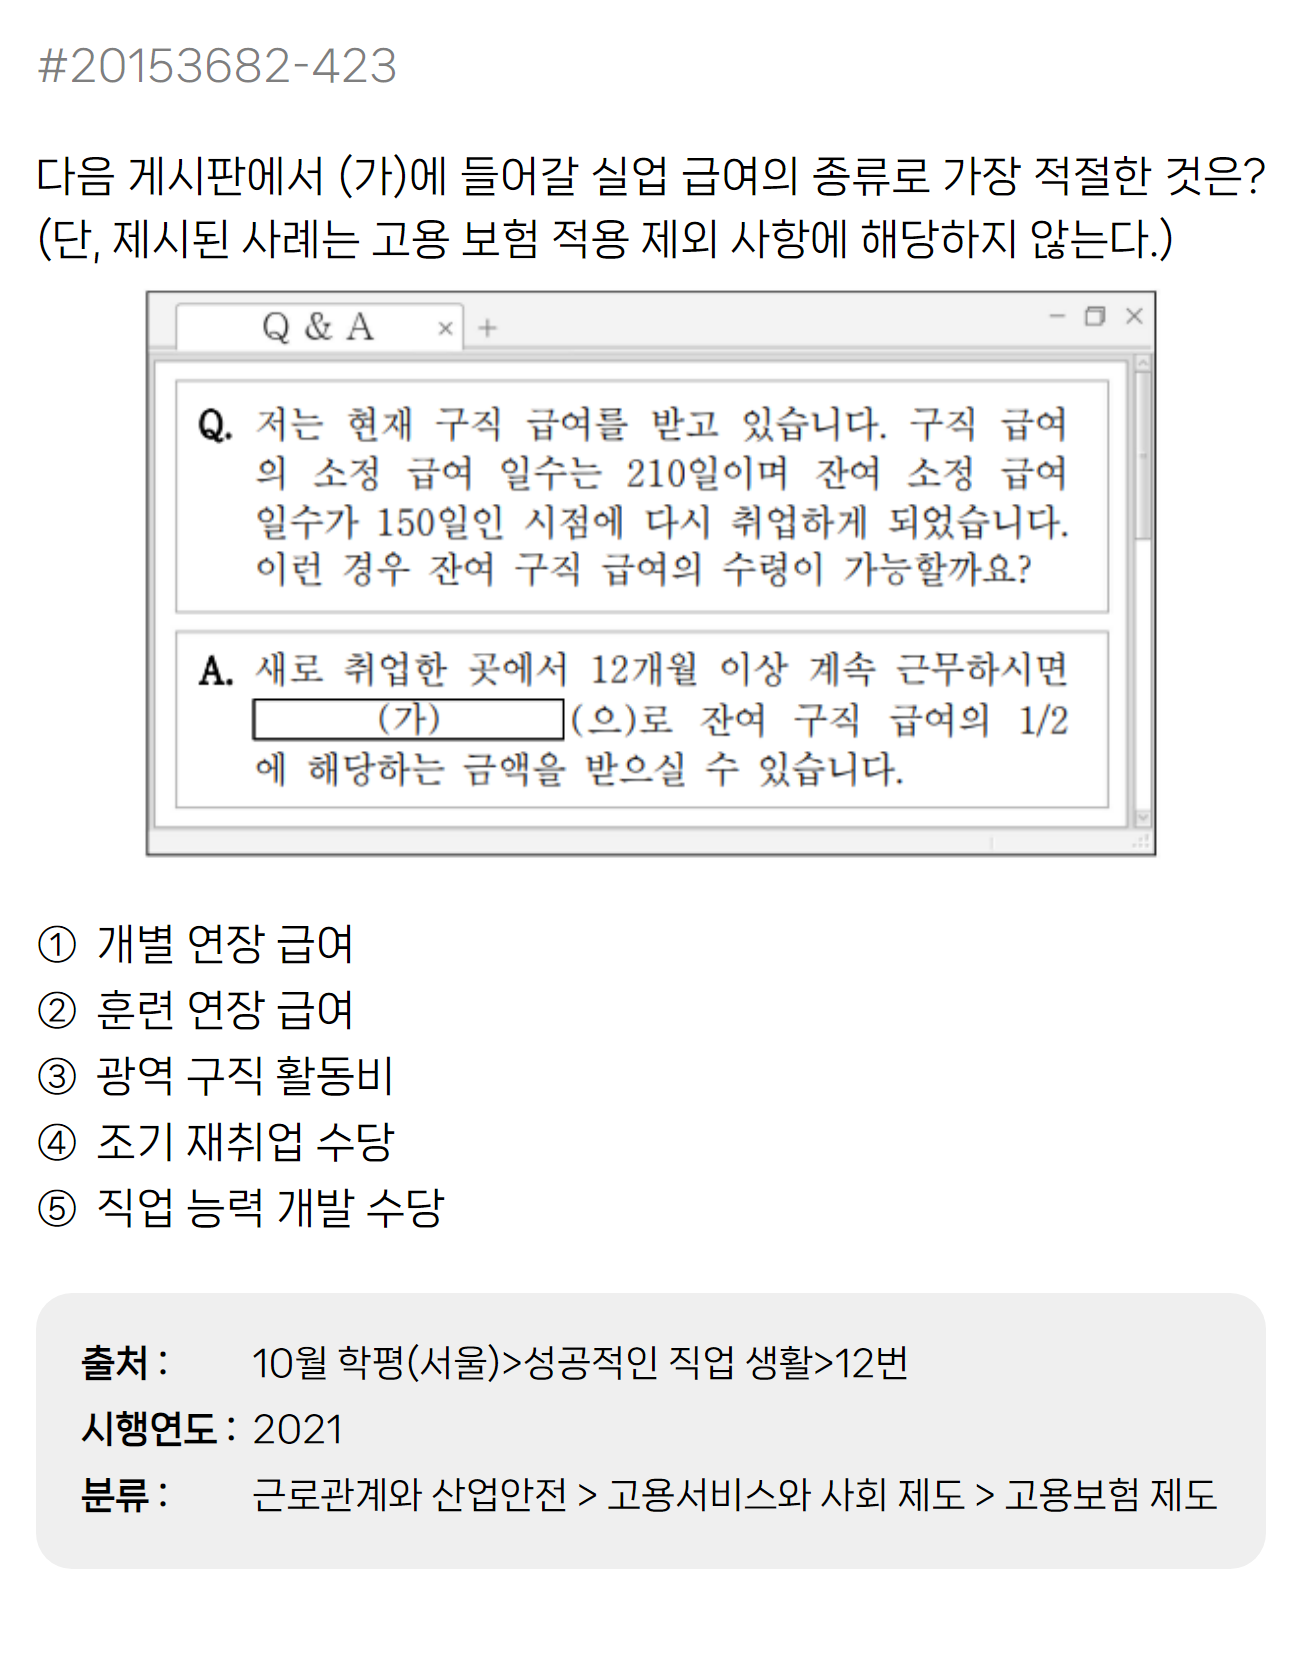 #20153682-423
다음 게시판에서 (가)에 들어갈 실업 급여의 종류로 가장 적절한 것은?
(단, 제시된 사례는 고용 보험 적용 제외 사항에 해당하지 않는다.)
Q & A
Q. 저는 현재 구직 급여를 받고 있습니다. 구직 급여
의 소정 급여 일수는 210일이며 잔여 소정 급여
일수가 150일인 시점에 다시 취업하게 되었습니다.
이런 경우 잔여 구직 급여의 수령이 가능할까요?
A. 새로 취업한 곳에서 12개월 이상 계속 근무하시면
(가) (으)로 잔여 구직 급여의 1/2
에 해당하는 금액을 받으실 수 있습니다.
① 개별 연장 급여
② 훈련 연장 급여
③ 광역 구직 활동비
④ 조기 재취업 수당
⑤ 직업 능력 개발 수당
출처 : 10월 학평(서울)>성공적인 직업 생활>12번
시행연도 : 2021
분류 : 근로관계와 산업안전 > 고용서비스와 사회 제도 > 고용보험 제도